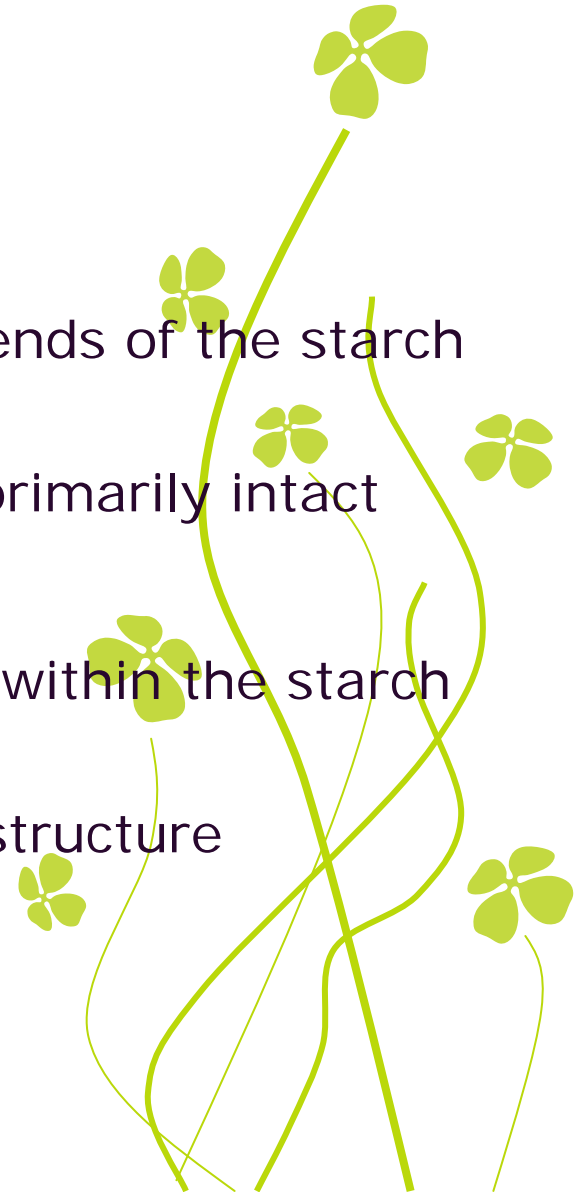 ends of the starch
primarily intact
within the starch
structure